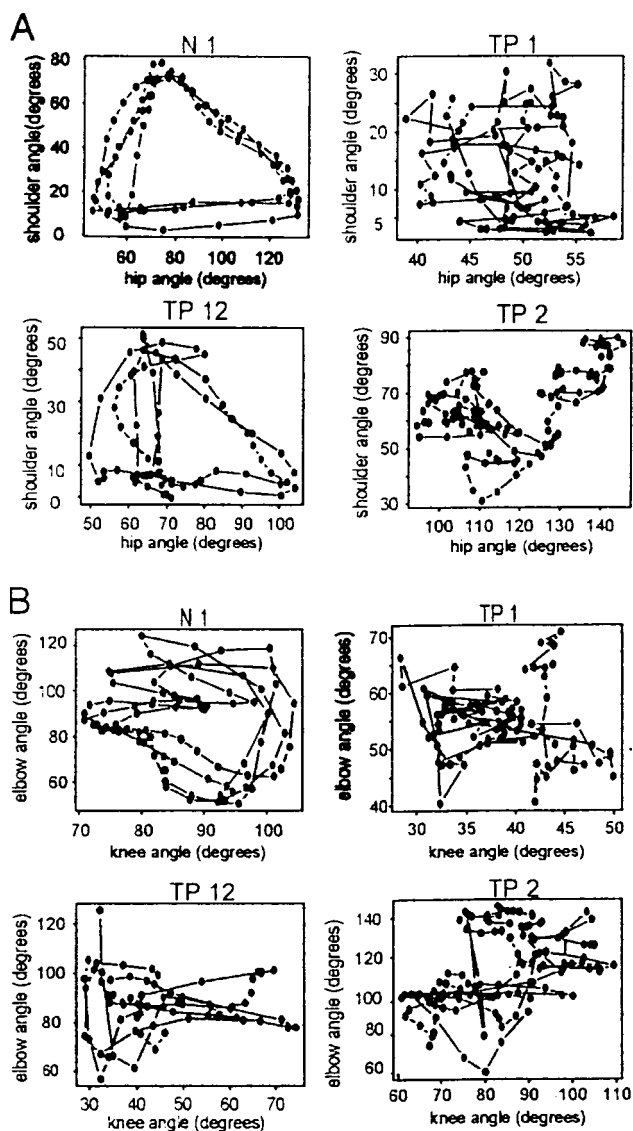 A
N 1
TP 1
shoulder angle(degrees)
80
60
40
20
0
60 80 100 120
hip angle (degrees)
shoulder angle (degrees)
30
20
10
5
40 45 50 55
hip angle (degrees)
TP 12
TP 2
shoulder angle (degrees)
50
30
10
0
50 60 70 80 90 100
hip angle (degrees)
shoulder angle (degrees)
90
70
50
30
100 110 120 130 140
hip angle (degrees)
B
N 1
TP 1
elbow angle (degrees)
120
100
80
60
70 80 90 100
knee angle (degrees)
elbow angle (degrees)
70
60
50
40
30 35 40 45 50
knee angle (degrees)
TP 12
TP 2
elbow angle (degrees)
120
100
80
60
30 40 50 60 70
knee angle (degrees)
elbow angle (degrees)
140
120
100
80
60
60 70 80 90 100 110
knee angle (degrees)